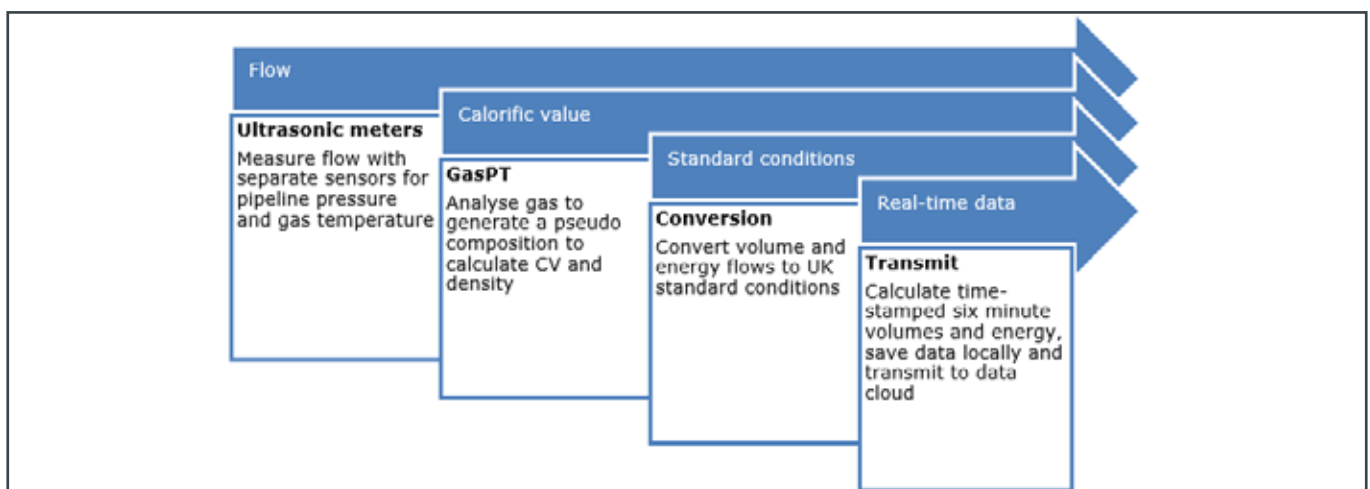 Flow
Ultrasonic meters
Measure flow with
separate sensors for
pipeline pressure
and gas temperature
Calorific value
GasPT
Analyse gas to
generate a pseudo
composition to
calculate CV and
density
Standard conditions
Conversion
Convert volume and
energy flows to UK
standard conditions
Real-time data
Transmit
Calculate time-
stamped six minute
volumes and energy,
save data locally and
transmit to data
cloud